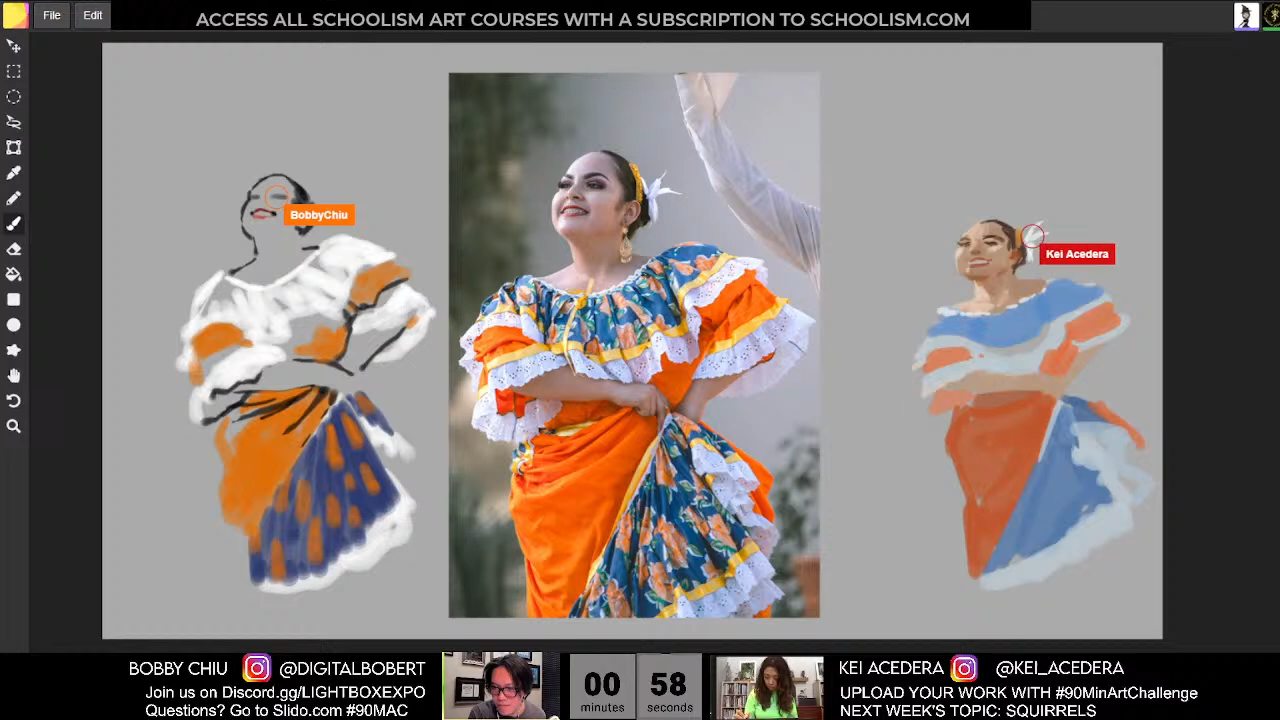 File
Edit
ACCESS ALL SCHOOLISM ART COURSES WITH A SUBSCRIPTION TO SCHOOLISM.COM
BobbyChiu
Kei Acedera
BOBBY CHIU @DIGITALBOBERT
Join us on Discord.gg/LIGHTBOXEXPO
Questions? Go to Slido.com #90MAC
00
minutes
58
seconds
KEI ACEDERA @KEI_ACEDERA
UPLOAD YOUR WORK WITH #90MinArtChallenge
NEXT WEEK'S TOPIC: SQUIRRELS